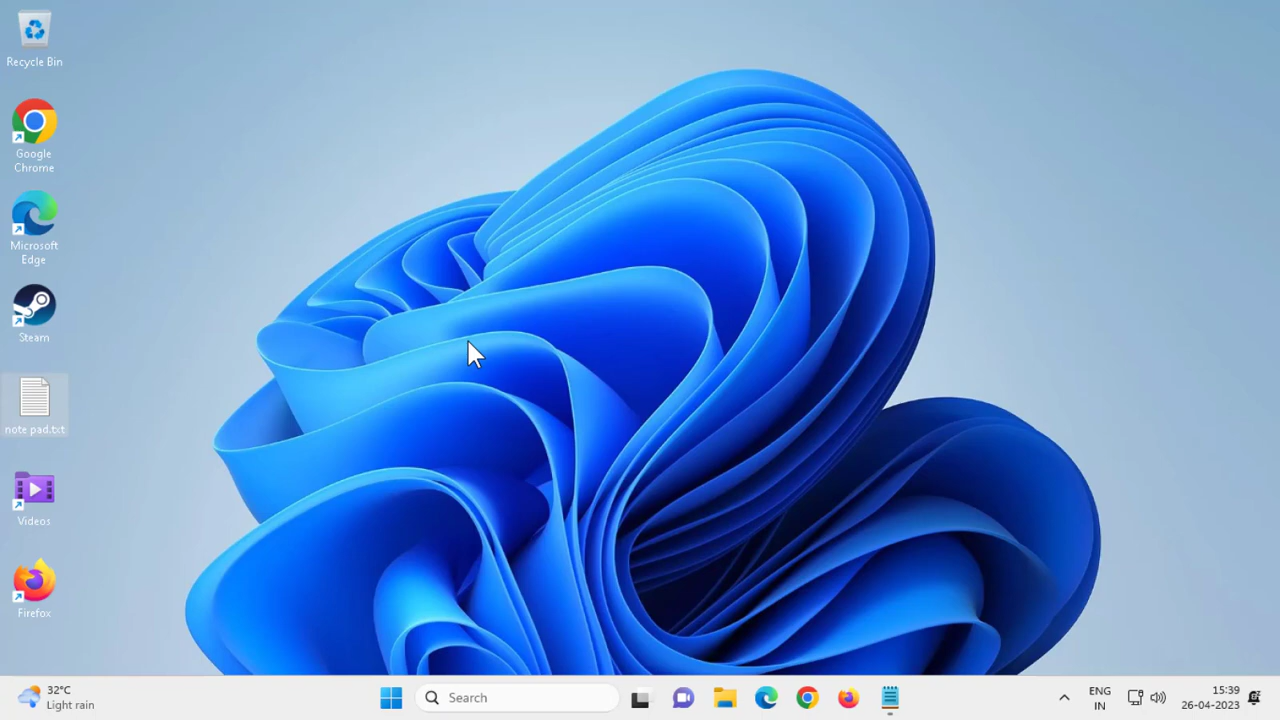 Recycle Bin
Google
Chrome
Microsoft
Edge
Steam
note pad.txt
Videos
Firefox
32°C
Light rain
Search
ENG
IN
15:39
26-04-2023